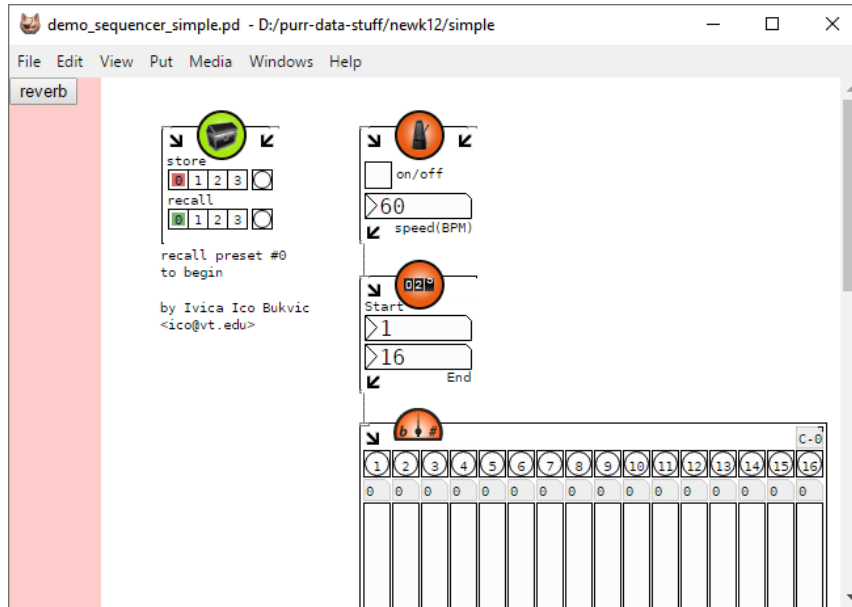 demo_sequencer_simple.pd - D:/purr-data-stuff/newk12/simple
File Edit View Put Media Windows Help
reverb
store
0 1 2 3
recall
0 1 2 3
recall preset #0
to begin
by Ivica Ico Bukvic
<ico@vt.edu>
on/off
60
speed(BPM)
02
Start
1
16
End
b #
C-0
1 2 3 4 5 6 7 8 9 10 11 12 13 14 15 16
0 0 0 0 0 0 0 0 0 0 0 0 0 0 0 0